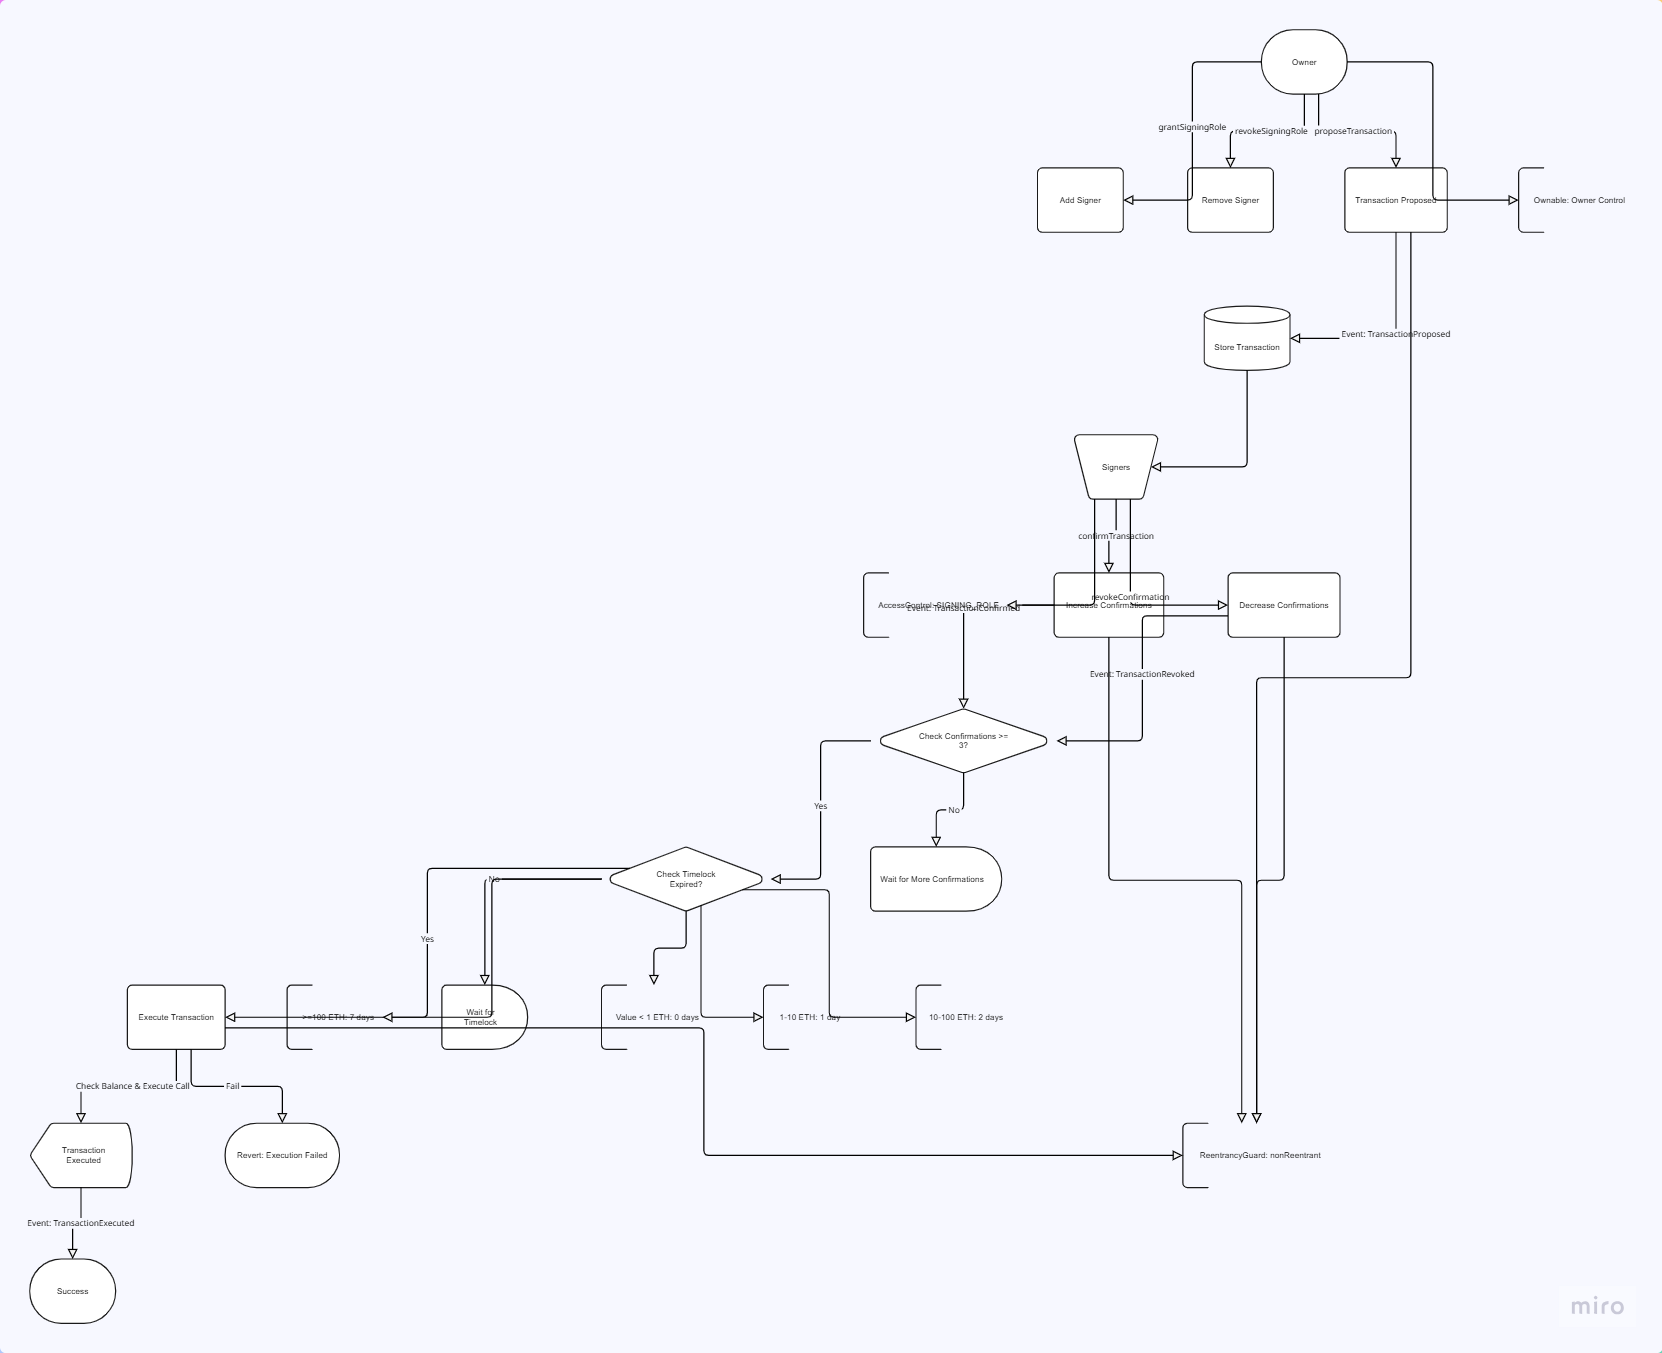 Owner
grantSigningRole
revokeSigningRole
proposeTransaction
Add Signer
Remove Signer
Transaction Proposed
Ownable: Owner Control
Event: TransactionProposed
Store Transaction
Signers
confirmTransaction
AccessControl: SIGNING_ROLE
Event: TransactionConfirmed
Increase Confirmations
revokeConfirmation
Decrease Confirmations
Event: TransactionRevoked
Check Confirmations >=
3?
Yes
No
Check Timelock
Expired?
Wait for More Confirmations
No
Yes
Execute Transaction
>=100 ETH: 7 days
Wait for
Timelock
Value < 1 ETH: 0 days
1-10 ETH: 1 day
10-100 ETH: 2 days
Check Balance & Execute Call
Fail
Transaction
Executed
Revert: Execution Failed
ReentrancyGuard: nonReentrant
Event: TransactionExecuted
Success
miro